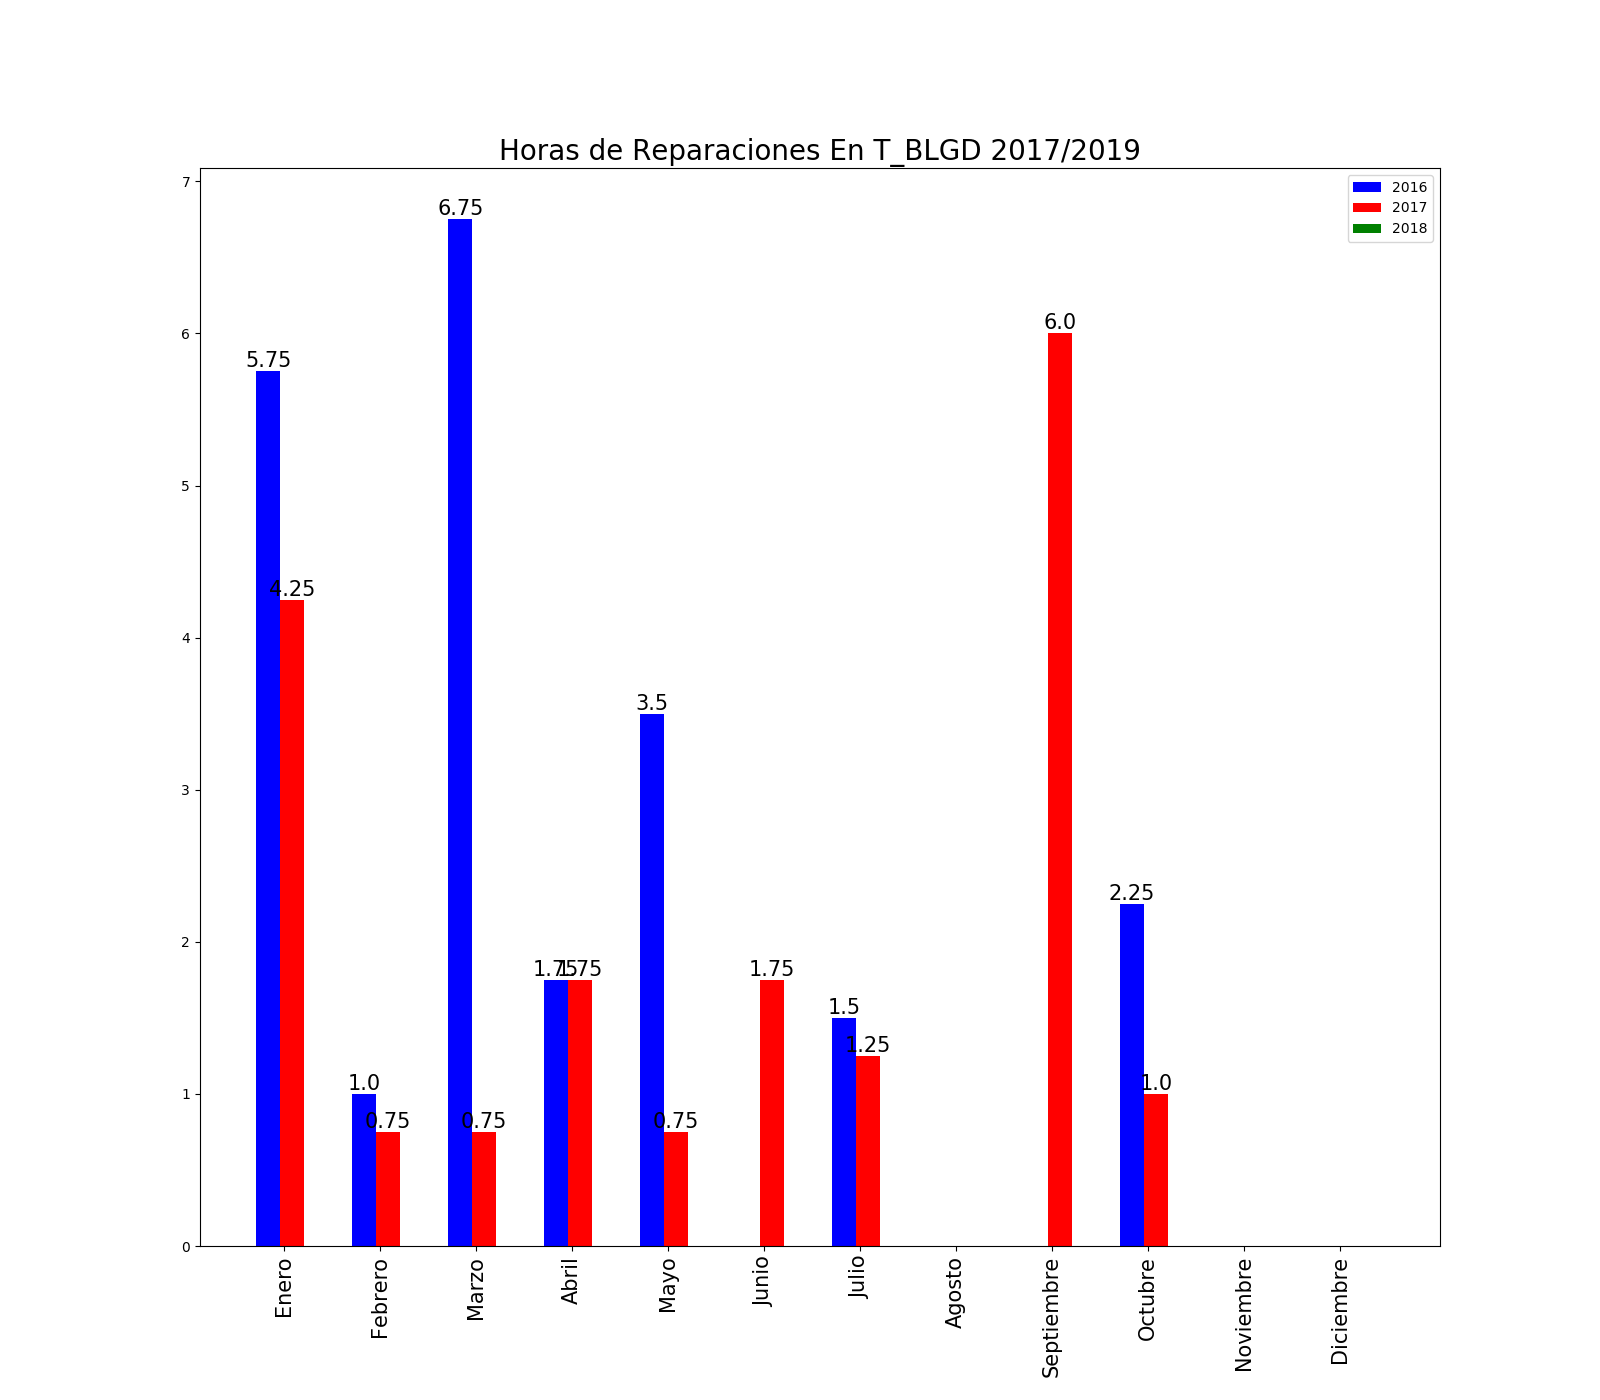 Horas de Reparaciones En T_BLGD 2017/2019
2016
2017
2018
7
6
5
4
3
2
1
0
5.75
4.25
1.0
0.75
6.75
0.75
1.75
1.75
3.5
0.75
1.75
1.5
1.25
6.0
2.25
1.0
Enero
Febrero
Marzo
Abril
Mayo
Junio
Julio
Agosto
Septiembre
Octubre
Noviembre
Diciembre